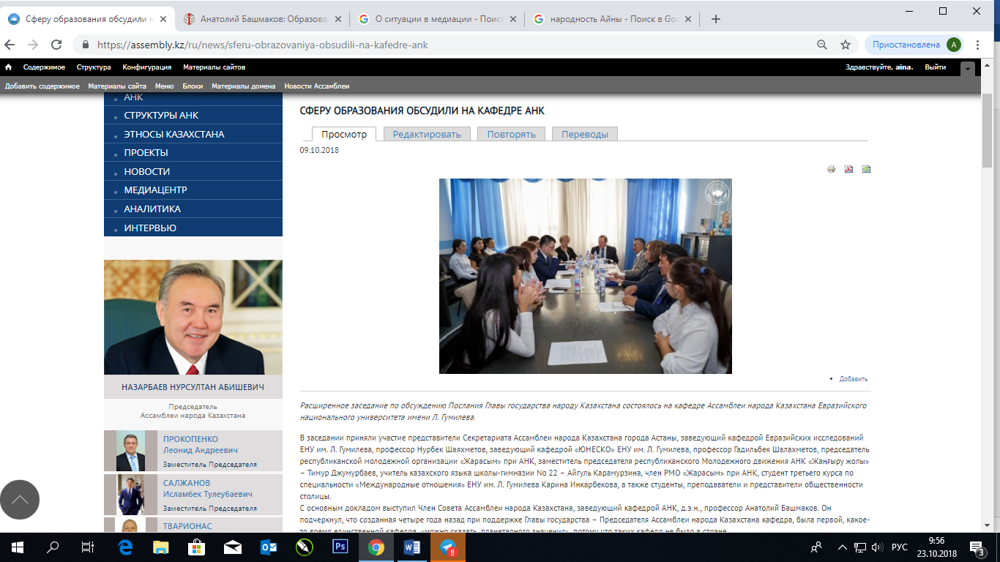 Сферу образования обсудили н
Анатолий Башмаков: Образова
О ситуации в медиации - Поис
народность Айны - Поиск в Goo
https://assembly.kz/ru/news/sferu-obrazovaniya-obsudili-na-kafedre-ank
Приостановлена
A
Содержимое Структура Конфигурация Материалы сайтов
Здравствуйте, aina. Выйти
Добавить содержимое Материалы сайта Меню Блоки Материалы домена Новости Ассамблеи
АНК
СТРУКТУРЫ АНК
ЭТНОСЫ КАЗАХСТАНА
ПРОЕКТЫ
НОВОСТИ
МЕДИАЦЕНТР
АНАЛИТИКА
ИНТЕРВЬЮ
НАЗАРБАЕВ НУРСУЛТАН АБИШЕВИЧ
Председатель
Ассамблеи народа Казахстана
ПРОКОПЕНКО
Леонид Андреевич
Заместитель Председателя
САЛЖАНОВ
Исламбек Тулеубаевич
Заместитель Председателя
ТВАРИОНАС
СФЕРУ ОБРАЗОВАНИЯ ОБСУДИЛИ НА КАФЕДРЕ АНК
Просмотр Редактировать Повторять Переводы
09.10.2018
Добавить
Расширенное заседание по обсуждению Послания Главы государства народу Казахстана состоялось на кафедре Ассамблеи народа Казахстана Евразийского
национального университета имени Л. Гумилева.
В заседании приняли участие представители Секретариата Ассамблеи народа Казахстана города Астаны, заведующий кафедрой Евразийских исследований
ЕНУ им. Л. Гумилева, профессор Нурбек Шаяхметов, заведующий кафедрой «ЮНЕСКО» ЕНУ им. Л. Гумилева, профессор Гадильбек Шалахметов, председатель
республиканской молодежной организации «Жарасым» при АНК, заместитель председателя республиканского Молодежного движения АНК «Жаңғыру жолы»
– Тимур Джумурбаев, учитель казахского языка школы-гимназии No 22 – Айгуль Карамурзина, член РМО «Жарасым» при АНК, студент третьего курса по
специальности «Международные отношения» ЕНУ им. Л. Гумилева Карина Инкарбекова, а также студенты, преподаватели и представители общественности
столицы.
С основным докладом выступил Член Совета Ассамблеи народа Казахстана, заведующий кафедрой АНК, д.э.н., профессор Анатолий Башмаков. Он
подчеркнул, что созданная четыре года назад при поддержке Главы государства – Председателя Ассамблеи народа Казахстана кафедра, была первой, какое-
то время единственной кафедра, «можно сказать, планетарного значения», потому что таких кафедр не было в стране
Ps
8
РУС
9:56
23.10.2018
3